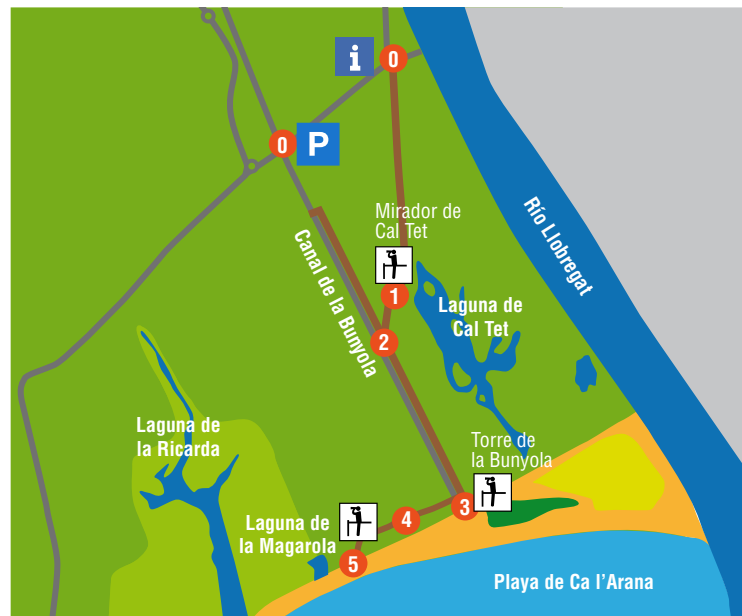 i
0
0
P
Mirador de
Cal Tet
Río Llobregat
Canal de la Bunyola
1
Laguna de
Cal Tet
2
Laguna de
la Ricarda
Torre de
la Bunyola
3
4
Laguna de
la Magarola
5
Playa de Ca l'Arana